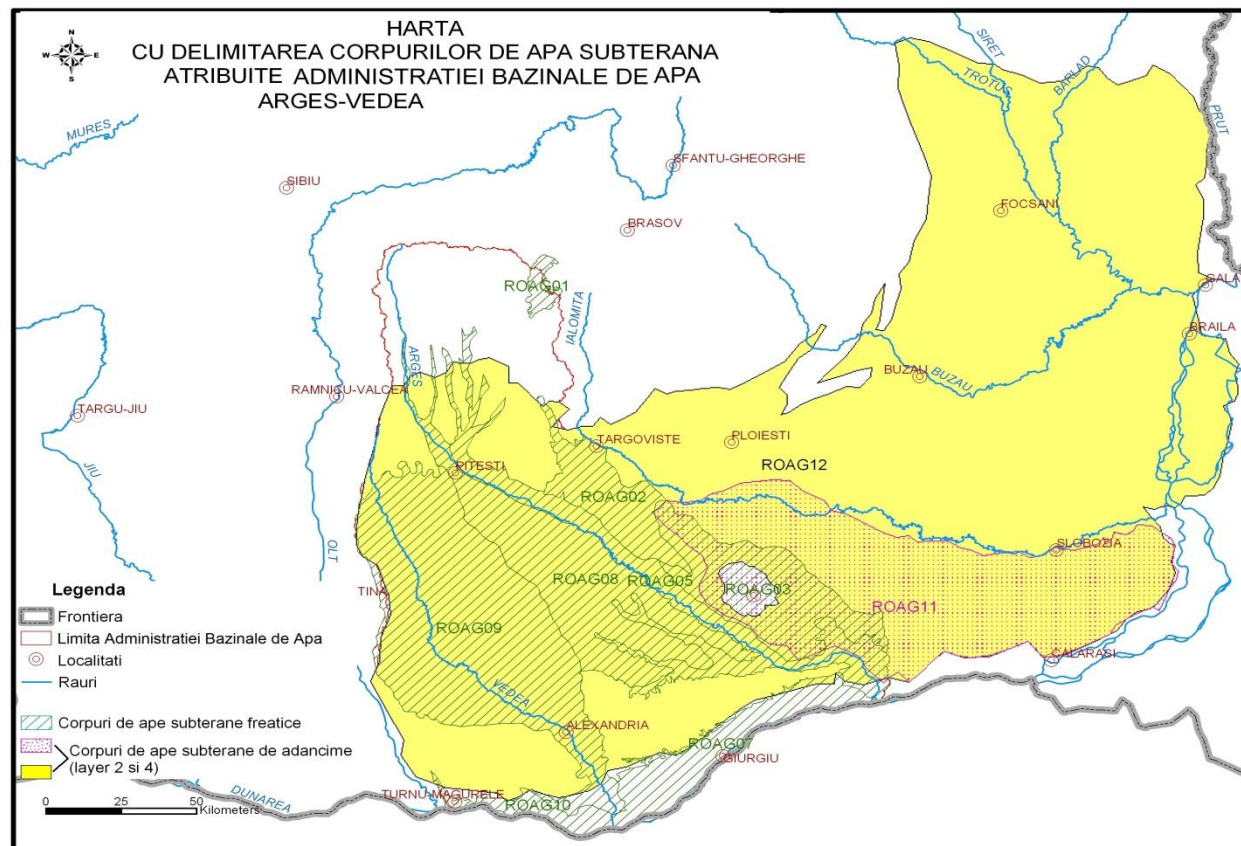 HARTA
CU DELIMITAREA CORPURILOR DE APA SUBTERANA
ATRIBUITE ADMINISTRATIEI BAZINALE DE APA
ARGES-VEDEA
N
W E
S
SIRET
TROTUS
BARLAD
PRUT
MURES
SFANTU-GHEORGHE
SIBIU
FOCSANI
BRASOV
ROAG01
GALA
IALOMITA
BRAILA
ARGES
BUZAU
BUZAU
RAMNICU-VALCEA
TARGU-JIU
TARGOVISTE
PLOIESTI
JIU
PITESTI
ROAG12
ROAG02
OLT
SLOBOZIA
ROAG08
ROAG05
ROAG03
TINA
ROAG11
ROAG09
CALARASI
VEDEA
ALEXANDRIA
ROAG07
GIURGIU
DUNAREA
TURNU-MAGURELE
ROAG10
Legenda
Frontiera
Limita Administratiei Bazinale de Apa
Localitati
Rauri
Corpuri de ape subterane freatice
Corpuri de ape subterane de adancime
(layer 2 si 4)
0 25 50
Kilometers